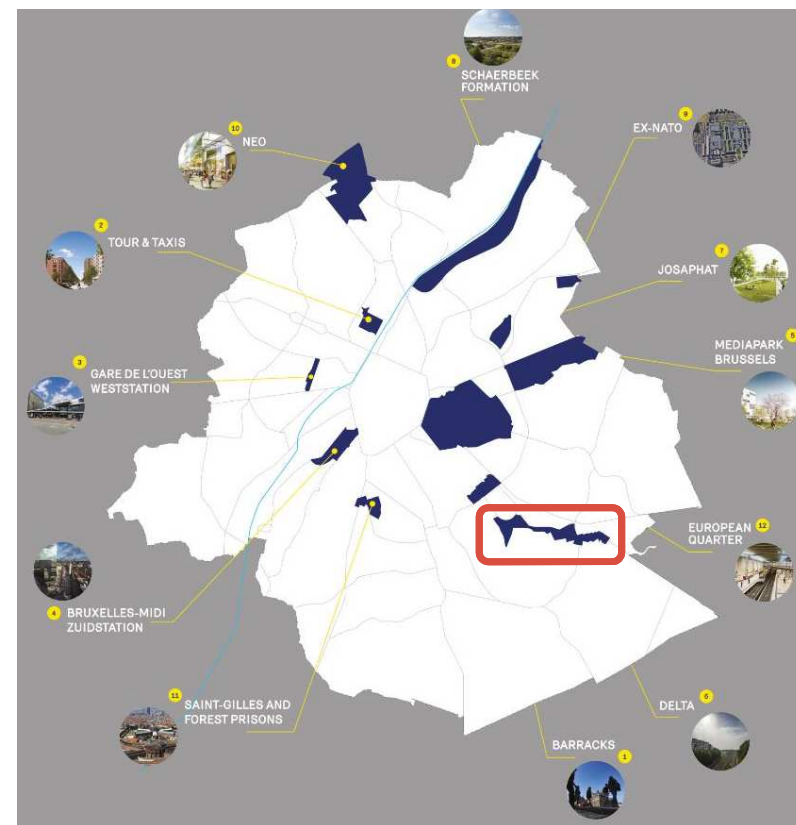 8
SCHAERBEEK
FORMATION
9
EX-NATO
10
NEO
2
TOUR & TAXIS
7
JOSAPHAT
5
MEDIAPARK
BRUSSELS
3
GARE DE L'OUEST
WESTSTATION
EUROPEAN 12
QUARTER
4 BRUXELLES-MIDI
ZUIDSTATION
11
SAINT-GILLES AND
FOREST PRISONS
6
DELTA
BARRACKS 1